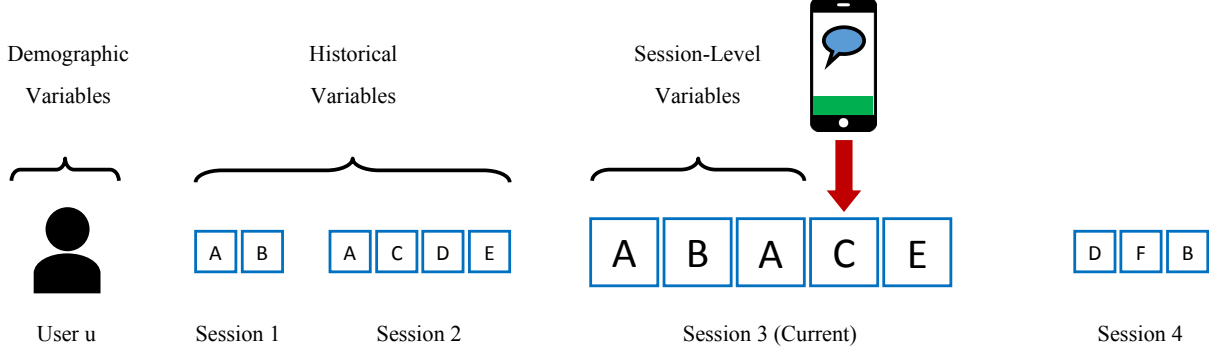 Demographic
Variables
Historical
Variables
Session-Level
Variables
A B
A C D E
A B A C E
D F B
User u
Session 1
Session 2
Session 3 (Current)
Session 4